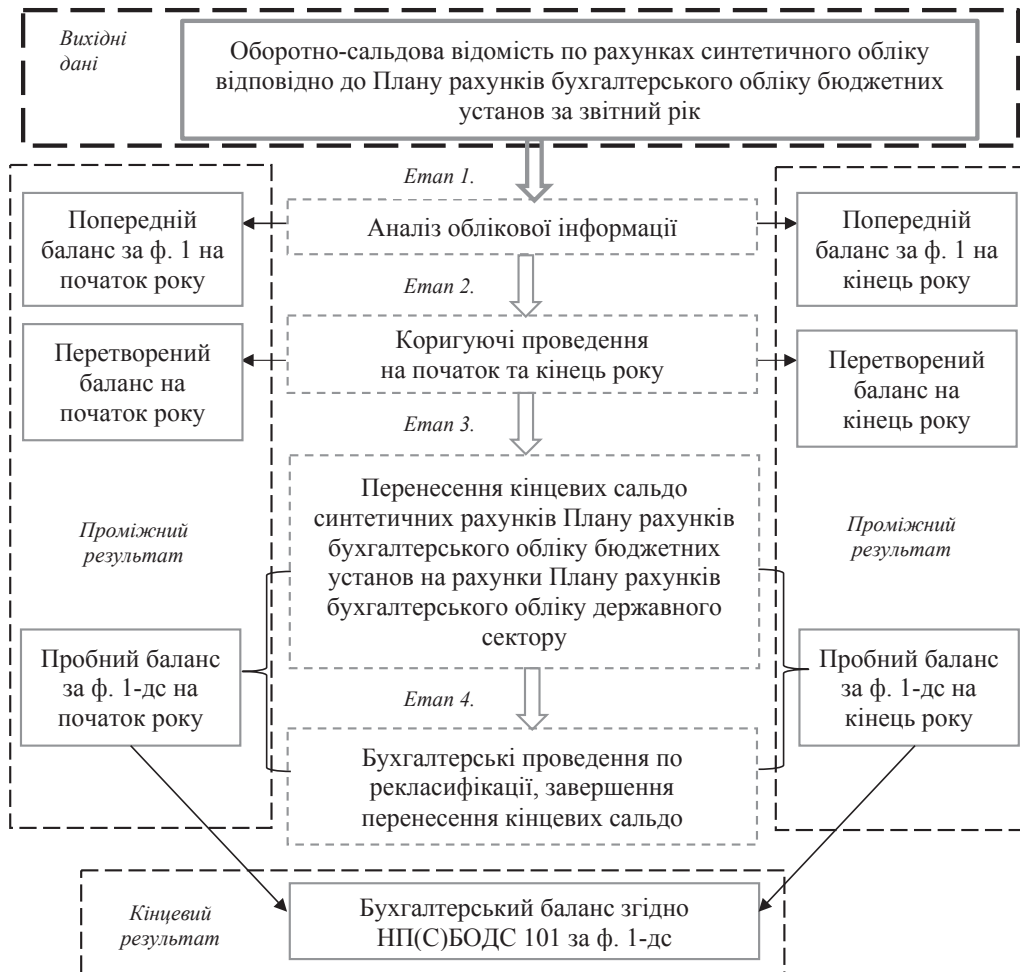 Вихідні
дані
Оборотно-сальдова відомість по рахунках синтетичного обліку
відповідно до Плану рахунків бухгалтерського обліку бюджетних
установ за звітний рік
Етап 1.
Попередній
баланс за ф. 1 на
початок року
Аналіз облікової інформації
Попередній
баланс за ф. 1 на
кінець року
Етап 2.
Перетворений
баланс на
початок року
Коригуючі проведення
на початок та кінець року
Перетворений
баланс на
кінець року
Етап 3.
Проміжний
результат
Перенесення кінцевих сальдо
синтетичних рахунків Плану рахунків
бухгалтерського обліку бюджетних
установ на рахунки Плану рахунків
бухгалтерського обліку державного
сектору
Проміжний
результат
Пробний баланс
за ф. 1-дс на
початок року
Пробний баланс
за ф. 1-дс на
кінець року
Етап 4.
Бухгалтерські проведення по
рекласифікації, завершення
перенесення кінцевих сальдо
Кінцевий
результат
Бухгалтерський баланс згідно
НП(С)БОДС 101 за ф. 1-дс